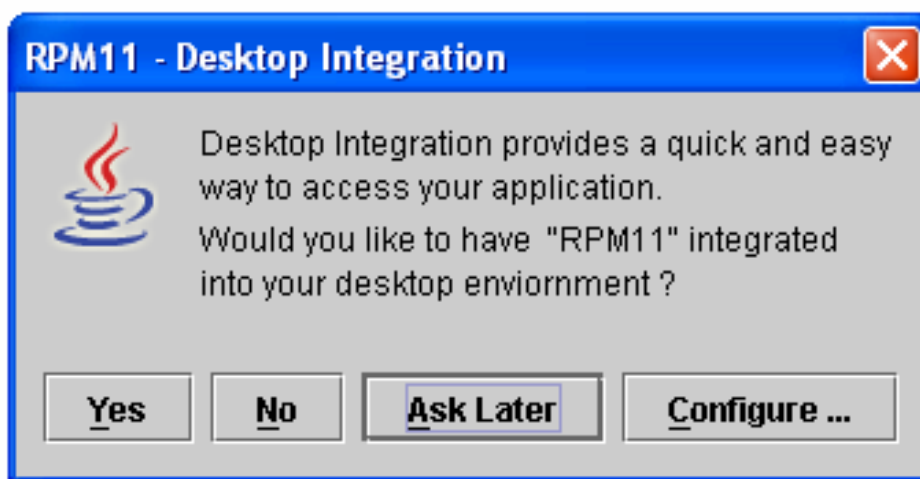 RPM11 - Desktop Integration
Desktop Integration provides a quick and easy
way to access your application.
Would you like to have "RPM11" integrated
into your desktop enviornment ?
Yes No Ask Later Configure ...